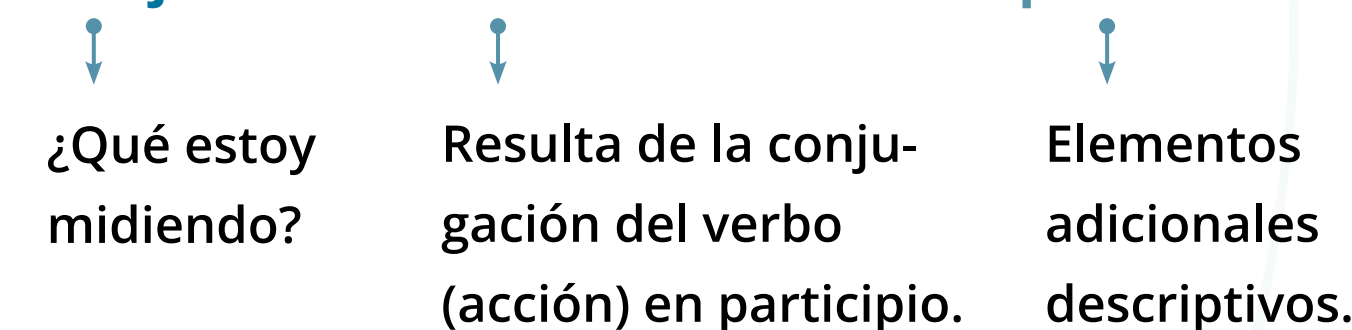 ¿Qué estoy
midiendo?
Resulta de la conju-
gación del verbo
(acción) en participio.
Elementos
adicionales
descriptivos.